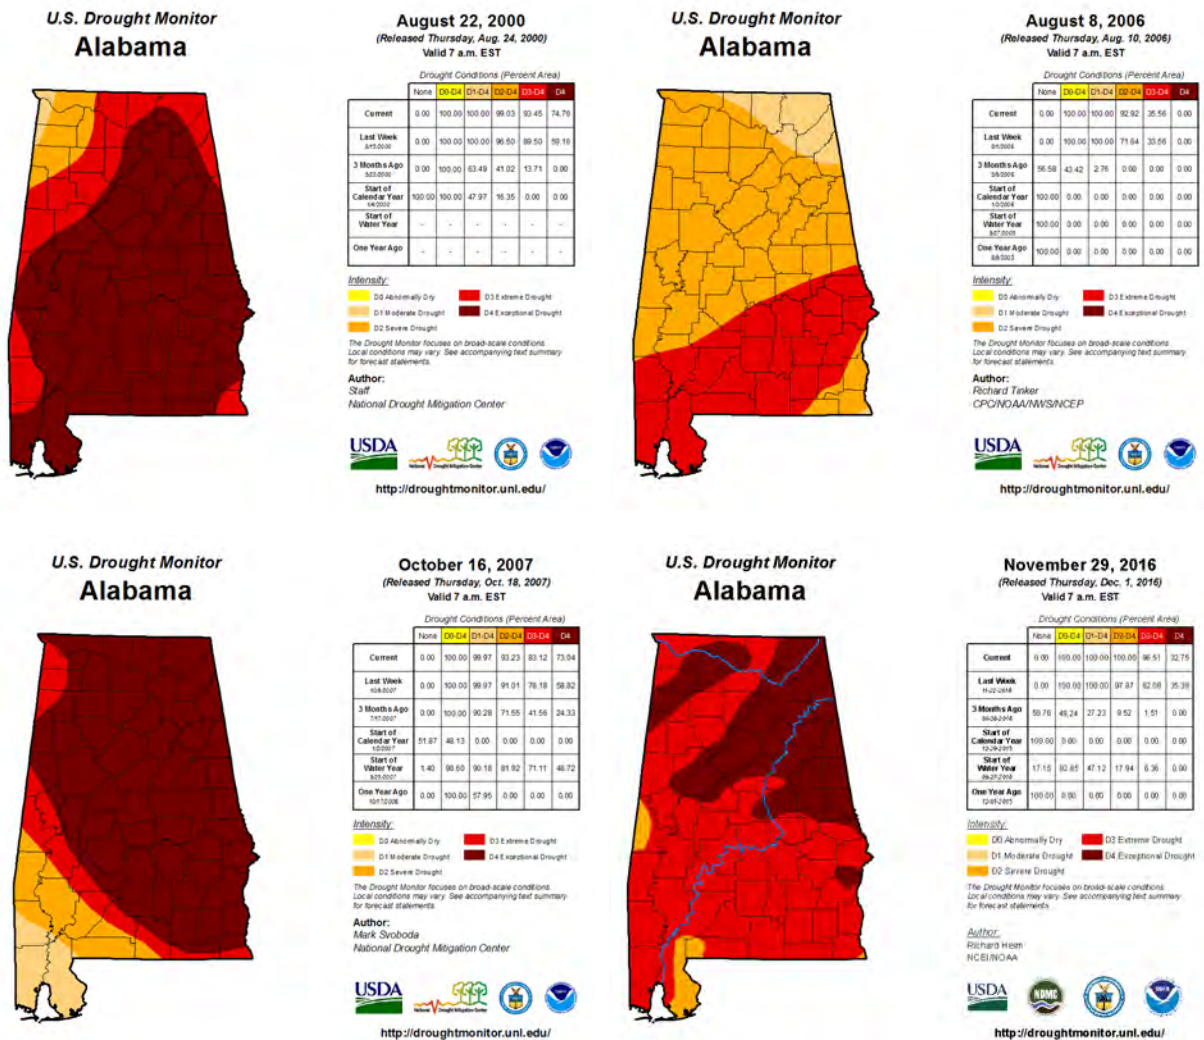 U.S. Drought Monitor
Alabama
August 22, 2000
(Released Thursday, Aug. 24, 2000)
Valid 7 a.m. EST
Drought Conditions (Percent Area)
None D0-D4 D1-D4 D2-D4 D3-D4 D4
Current 0.00 100.00 100.00 99.03 93.45
Last Week 0.00 100.00 100.00 96.50 89.50
3 Months Ago 0.00 100.00 63.49 41.02 13.71 0.00
Start of
Calendar Year 100.00 100.00 47.97 16.35 0.00 0.00
Start of
Water Year - - - - - -
One Year Ago - - - - - -
Intensity:
D0 Abnormally Dry
D3 Extreme Drought
D1 Moderate Drought
D4 Exceptional Drought
D2 Severe Drought
The Drought Monitor focuses on broad-scale conditions.
Local conditions may vary. See accompanying text summary
for forecast statements.
Author:
Staff
National Drought Mitigation Center
USDA
National Drought Mitigation Center
http://droughtmonitor.unl.edu/
U.S. Drought Monitor
Alabama
August 8, 2006
(Released Thursday, Aug. 10, 2006)
Valid 7 a.m. EST
Drought Conditions (Percent Area)
None D0-D4 D1-D4 D2-D4 D3-D4 D4
Current 0.00 100.00 100.00 92.92 35.56 0.00
Last Week 0.00 100.00 100.00 71.64 33.56 0.00
3 Months Ago 56.58 43.42 2.76 0.00 0.00 0.00
Start of
Calendar Year 100.00 0.00 0.00 0.00 0.00 0.00
Start of
Water Year 100.00 0.00 0.00 0.00 0.00 0.00
One Year Ago 100.00 0.00 0.00 0.00 0.00 0.00
Intensity:
D0 Abnormally Dry
D3 Extreme Drought
D1 Moderate Drought
D4 Exceptional Drought
D2 Severe Drought
The Drought Monitor focuses on broad-scale conditions.
Local conditions may vary. See accompanying text summary
for forecast statements.
Author:
Richard Tinker
CPC/NOAA/NWS/NCEP
USDA
National Drought Mitigation Center
http://droughtmonitor.unl.edu/
U.S. Drought Monitor
Alabama
October 16, 2007
(Released Thursday, Oct. 18, 2007)
Valid 7 a.m. EST
Drought Conditions (Percent Area)
None D0-D4 D1-D4 D2-D4 D3-D4 D4
Current 0.00 100.00 99.97 93.23 83.12 73.04
Last Week 0.00 100.00 99.97 91.01 78.18 58.82
3 Months Ago 0.00 100.00 90.28 71.55 41.56 24.33
Start of
Calendar Year 51.87 48.13 0.00 0.00 0.00 0.00
Start of
Water Year 1.40 98.60 90.18 81.92 71.11
One Year Ago 0.00 100.00 57.95 0.00 0.00 0.00
Intensity:
D0 Abnormally Dry
D3 Extreme Drought
D1 Moderate Drought
D4 Exceptional Drought
D2 Severe Drought
The Drought Monitor focuses on broad-scale conditions.
Local conditions may vary. See accompanying text summary
for forecast statements.
Author:
Mark Svoboda
National Drought Mitigation Center
USDA
National Drought Mitigation Center
http://droughtmonitor.unl.edu/
U.S. Drought Monitor
Alabama
November 29, 2016
(Released Thursday, Dec. 1, 2016)
Valid 7 a.m. EST
Drought Conditions (Percent Area)
None D0-D4 D1-D4 D2-D4 D3-D4 D4
Current 0.00 100.00 100.00 100.00 32.75
Last Week 0.00 100.00 100.00 97.87
3 Months Ago 49.24 27.23 9.52 1.51 0.00
Start of
Calendar Year 100.00 0.00 0.00 0.00 0.00 0.00
Start of
Water Year 17.15 82.85 47.12 17.94 6.36 0.00
One Year Ago 100.00 0.00 0.00 0.00 0.00 0.00
Intensity:
D0 Abnormally Dry
D3 Extreme Drought
D1 Moderate Drought
D4 Exceptional Drought
D2 Severe Drought
The Drought Monitor focuses on broad-scale conditions.
Local conditions may vary. See accompanying text summary
for forecast statements.
Author:
Richard Heim
NCEI/NOAA
USDA
NDMC
http://droughtmonitor.unl.edu/